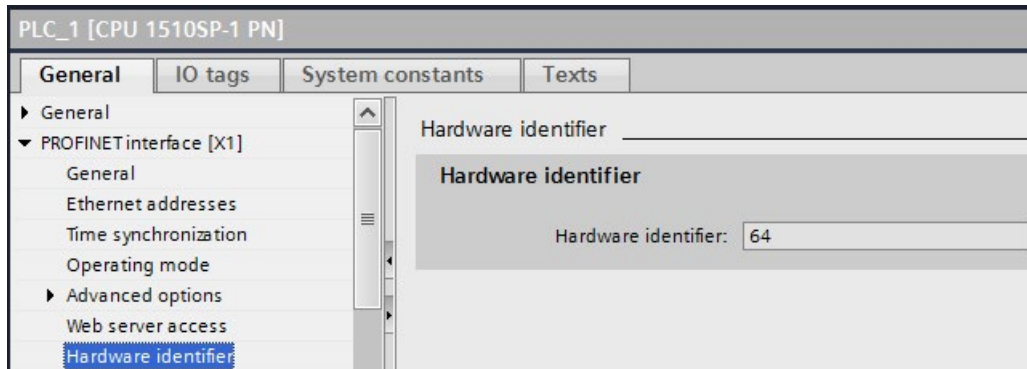 PLC_1 [CPU 1510SP-1 PN]
General IO tags System constants Texts
General
PROFINET interface [X1]
General
Ethernet addresses
Time synchronization
Operating mode
Advanced options
Web server access
Hardware identifier
Hardware identifier
Hardware identifier
Hardware identifier: 64